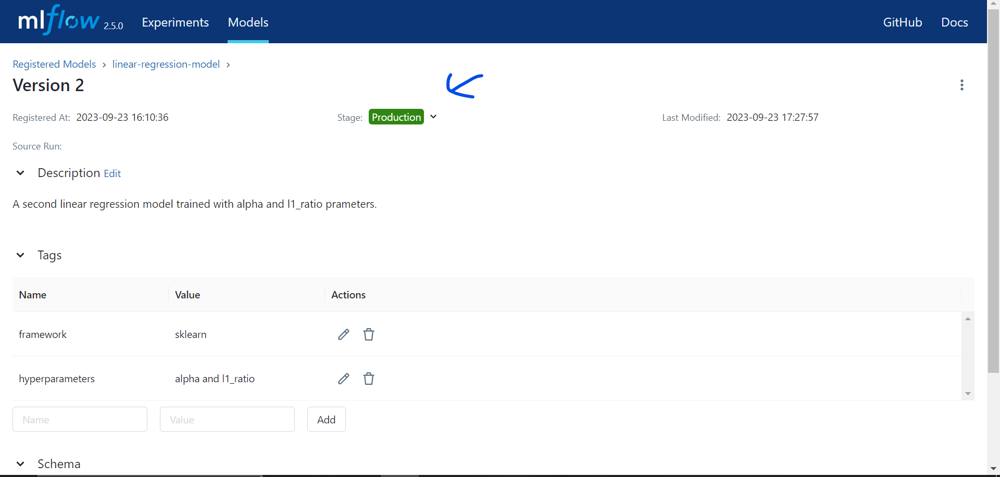 mlflow 2.5.0 Experiments Models GitHub Docs
Registered Models > linear-regression-model >
Version 2
Registered At: 2023-09-23 16:10:36 Stage: Production Last Modified: 2023-09-23 17:27:57
Source Run:
Description Edit
A second linear regression model trained with alpha and l1_ratio prameters.
Tags
Name Value Actions
framework sklearn
hyperparameters alpha and l1_ratio
Name Value Add
Schema